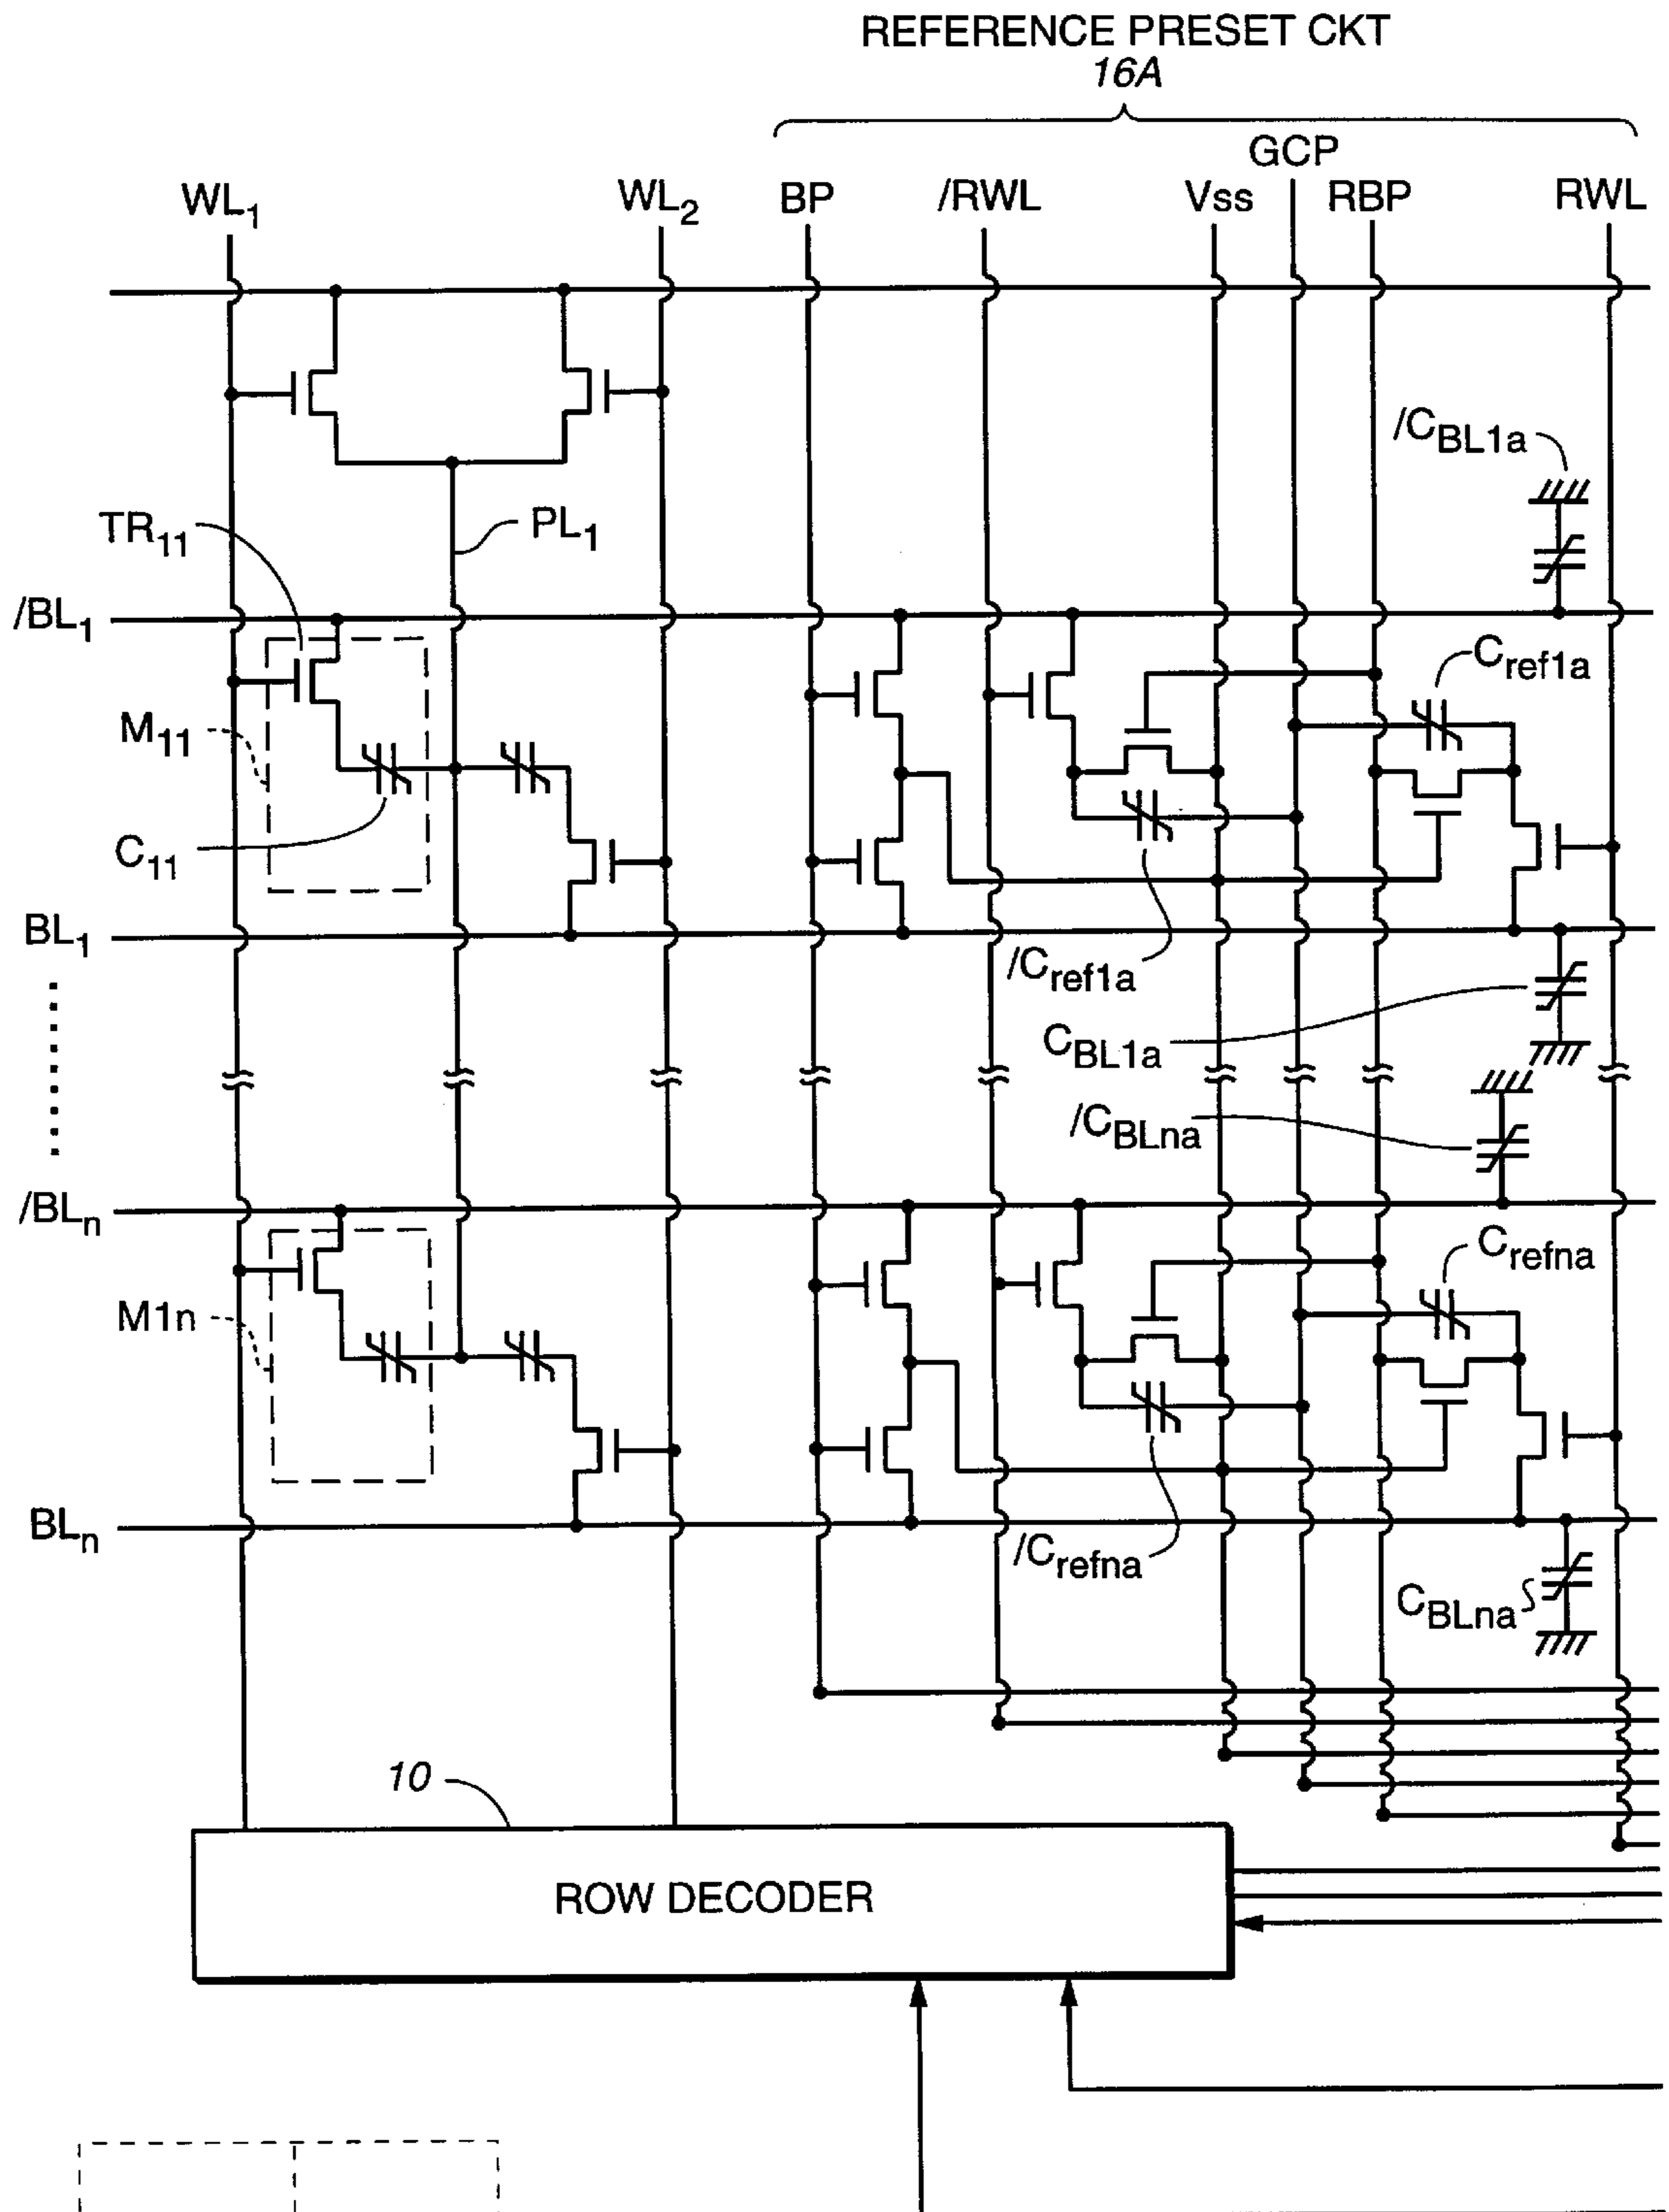 REFERENCE PRESET CKT
16A
GCP
WL1
WL2
BP
/RWL
Vss
RBP
RWL
/CBL1a
TR11
PL1
/BL1
Cref1a
M11
C11
BL1
/Cref1a
CBL1a
/CBLna
/BLn
Crefna
M1n
BLn
/Crefna
CBLna
10
ROW DECODER